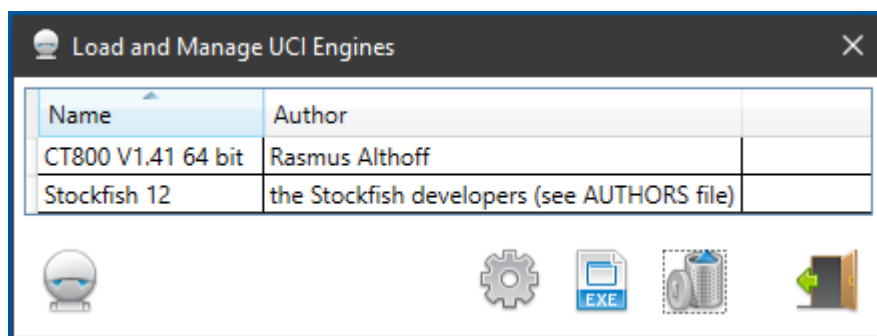 Load and Manage UCI Engines
Name Author
CT800 V1.41 64 bit Rasmus Althoff
Stockfish 12 the Stockfish developers (see AUTHORS file)
EXE